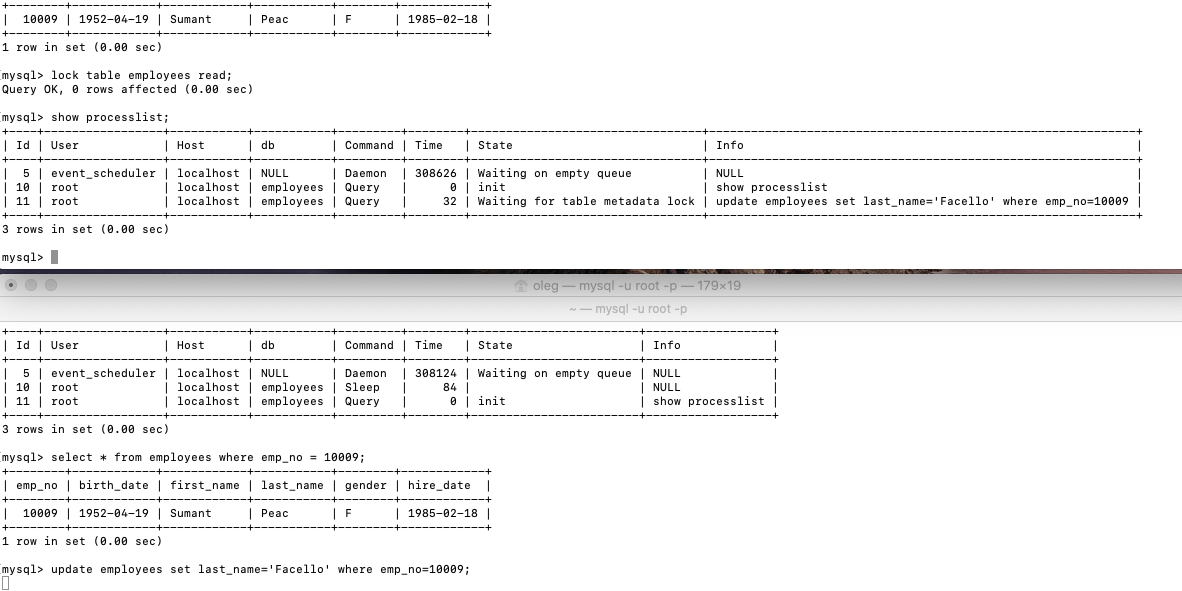 +-----+------------+------------+-----------+--------+------------+
|  10009 | 1952-04-19 | Sumant     | Peac      | F      | 1985-02-18 |
+--------+------------+------------+-----------+--------+------------+
1 row in set (0.00 sec)
[mysql> lock table employees read;
Query OK, 0 rows affected (0.00 sec)
[mysql> show processlist;
+----+-----------------+-----------+-----------+---------+--------+---------------------------------+------------------------------------------------------------+
| Id | User            | Host      | db        | Command | Time   | State                           | Info                                                       |
+----+-----------------+-----------+-----------+---------+--------+---------------------------------+------------------------------------------------------------+
|  5 | event_scheduler | localhost | NULL      | Daemon  | 308626 | Waiting on empty queue          | NULL                                                       |
| 10 | root            | localhost | employees | Query   |      0 | init                            | show processlist                                           |
| 11 | root            | localhost | employees | Query   |     32 | Waiting for table metadata lock | update employees set last_name='Facello' where emp_no=10009 |
+----+-----------------+-----------+-----------+---------+--------+---------------------------------+------------------------------------------------------------+
3 rows in set (0.00 sec)
mysql>
oleg — mysql -u root -p — 179×19
~ — mysql -u root -p
+----+-----------------+-----------+-----------+---------+--------+------------------------+------------------+
| Id | User            | Host      | db        | Command | Time   | State                  | Info             |
+----+-----------------+-----------+-----------+---------+--------+------------------------+------------------+
|  5 | event_scheduler | localhost | NULL      | Daemon  | 308124 | Waiting on empty queue | NULL             |
| 10 | root            | localhost | employees | Sleep   |     84 |                        | NULL             |
| 11 | root            | localhost | employees | Query   |      0 | init                   | show processlist |
+----+-----------------+-----------+-----------+---------+--------+------------------------+------------------+
3 rows in set (0.00 sec)
[mysql> select * from employees where emp_no = 10009;
+--------+------------+------------+-----------+--------+------------+
| emp_no | birth_date | first_name | last_name | gender | hire_date  |
+--------+------------+------------+-----------+--------+------------+
|  10009 | 1952-04-19 | Sumant     | Peac      | F      | 1985-02-18 |
+--------+------------+------------+-----------+--------+------------+
1 row in set (0.00 sec)
[mysql> update employees set last_name='Facello' where emp_no=10009;